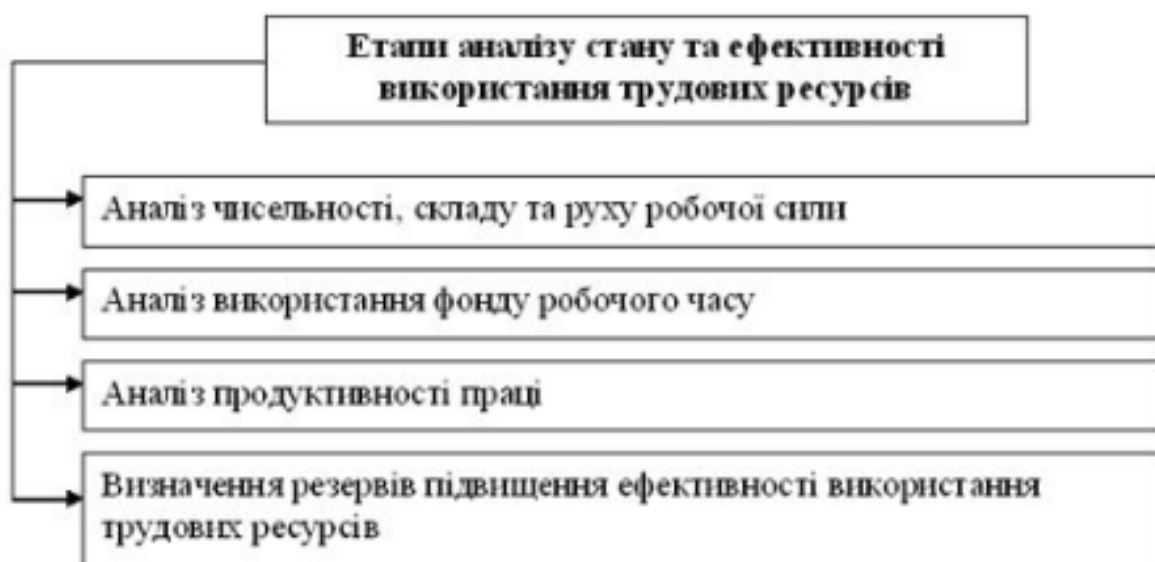 Етапи аналізу стану та ефективності
використання трудових ресурсів
Аналіз чисельності, складу та руху робочої сили
Аналіз використання фонду робочого часу
Аналіз продуктивності праці
Визначення резервів підвищення ефективності використання
трудових ресурсів